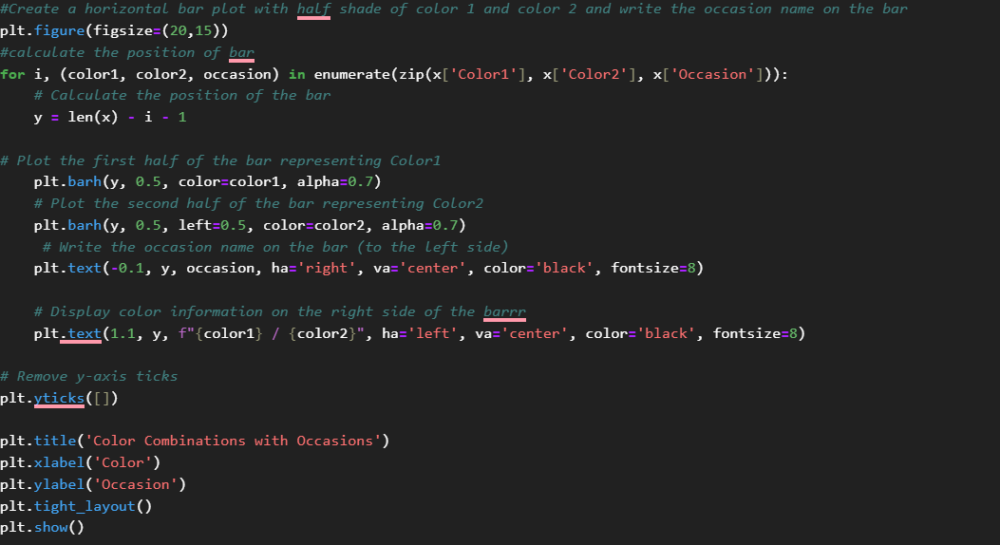 #Create a horizontal bar plot with half shade of color 1 and color 2 and write the occasion name on the bar
plt.figure(figsize=(20,15))
#calculate the position of bar
for i, (color1, color2, occasion) in enumerate(zip(x['Color1'], x['Color2'], x['Occasion'])):
    # Calculate the position of the bar
    y = len(x) - i - 1

# Plot the first half of the bar representing Color1
    plt.barh(y, 0.5, color=color1, alpha=0.7)
    # Plot the second half of the bar representing Color2
    plt.barh(y, 0.5, left=0.5, color=color2, alpha=0.7)
     # Write the occasion name on the bar (to the left side)
    plt.text(-0.1, y, occasion, ha='right', va='center', color='black', fontsize=8)

    # Display color information on the right side of the barrr
    plt.text(1.1, y, f"{color1} / {color2}", ha='left', va='center', color='black', fontsize=8)

# Remove y-axis ticks
plt.yticks([])

plt.title('Color Combinations with Occasions')
plt.xlabel('Color')
plt.ylabel('Occasion')
plt.tight_layout()
plt.show()